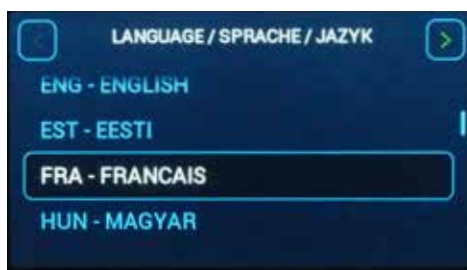 LANGUAGE / SPRACHE / JAZYK
ENG - ENGLISH
EST - EESTI
FRA - FRANCAIS
HUN - MAGYAR